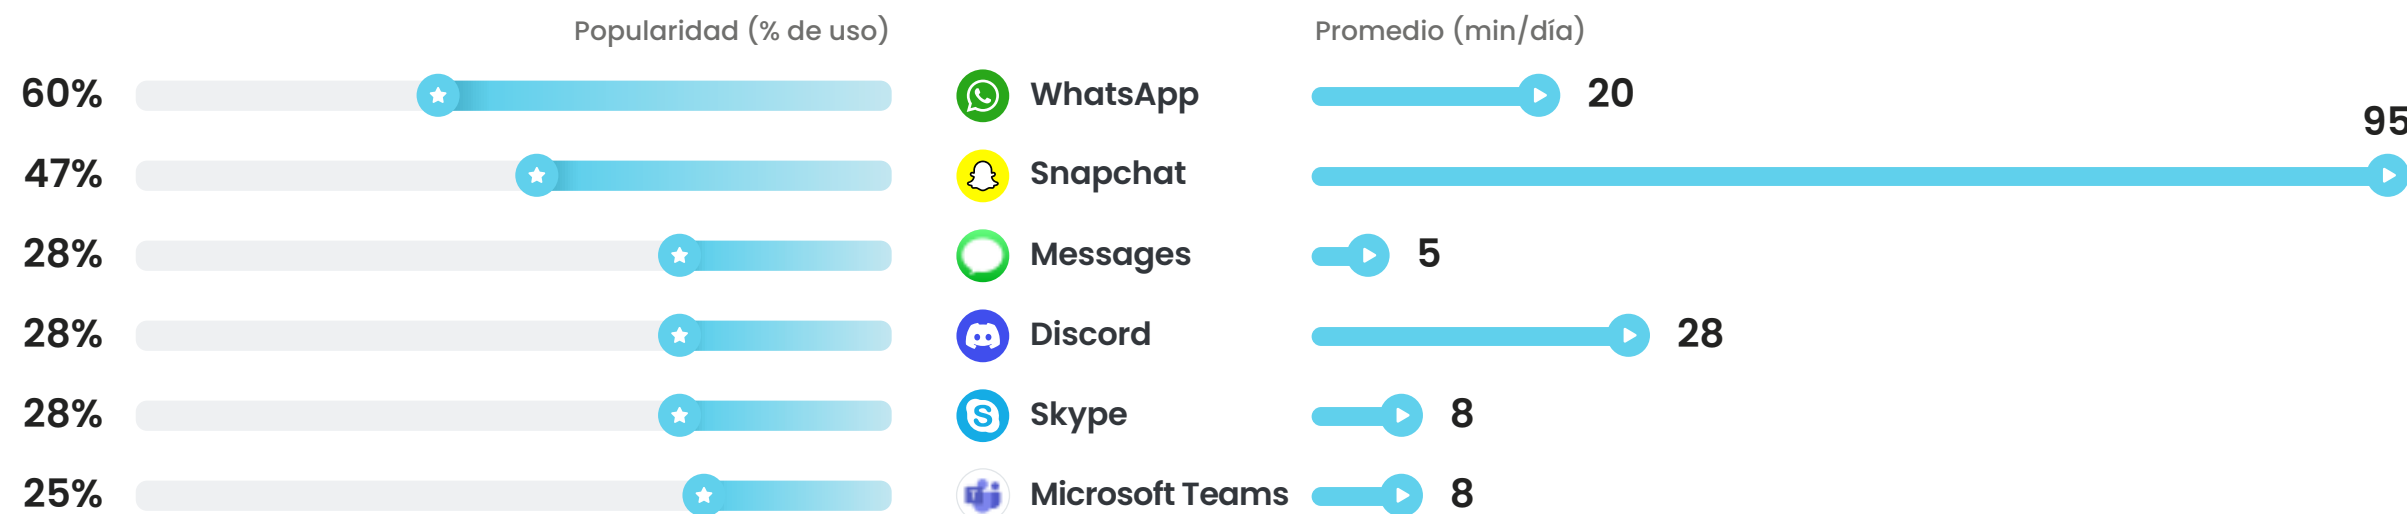 Popularidad (% de uso) Promedio (min/día)
60% WhatsApp 20
95
47% Snapchat
28% Messages 5
28% Discord 28
28% Skype 8
25% Microsoft Teams 8